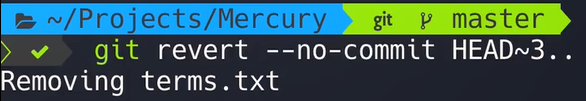 ~/Projects/Mercury git master
git revert --no-commit HEAD~3..
Removing terms.txt